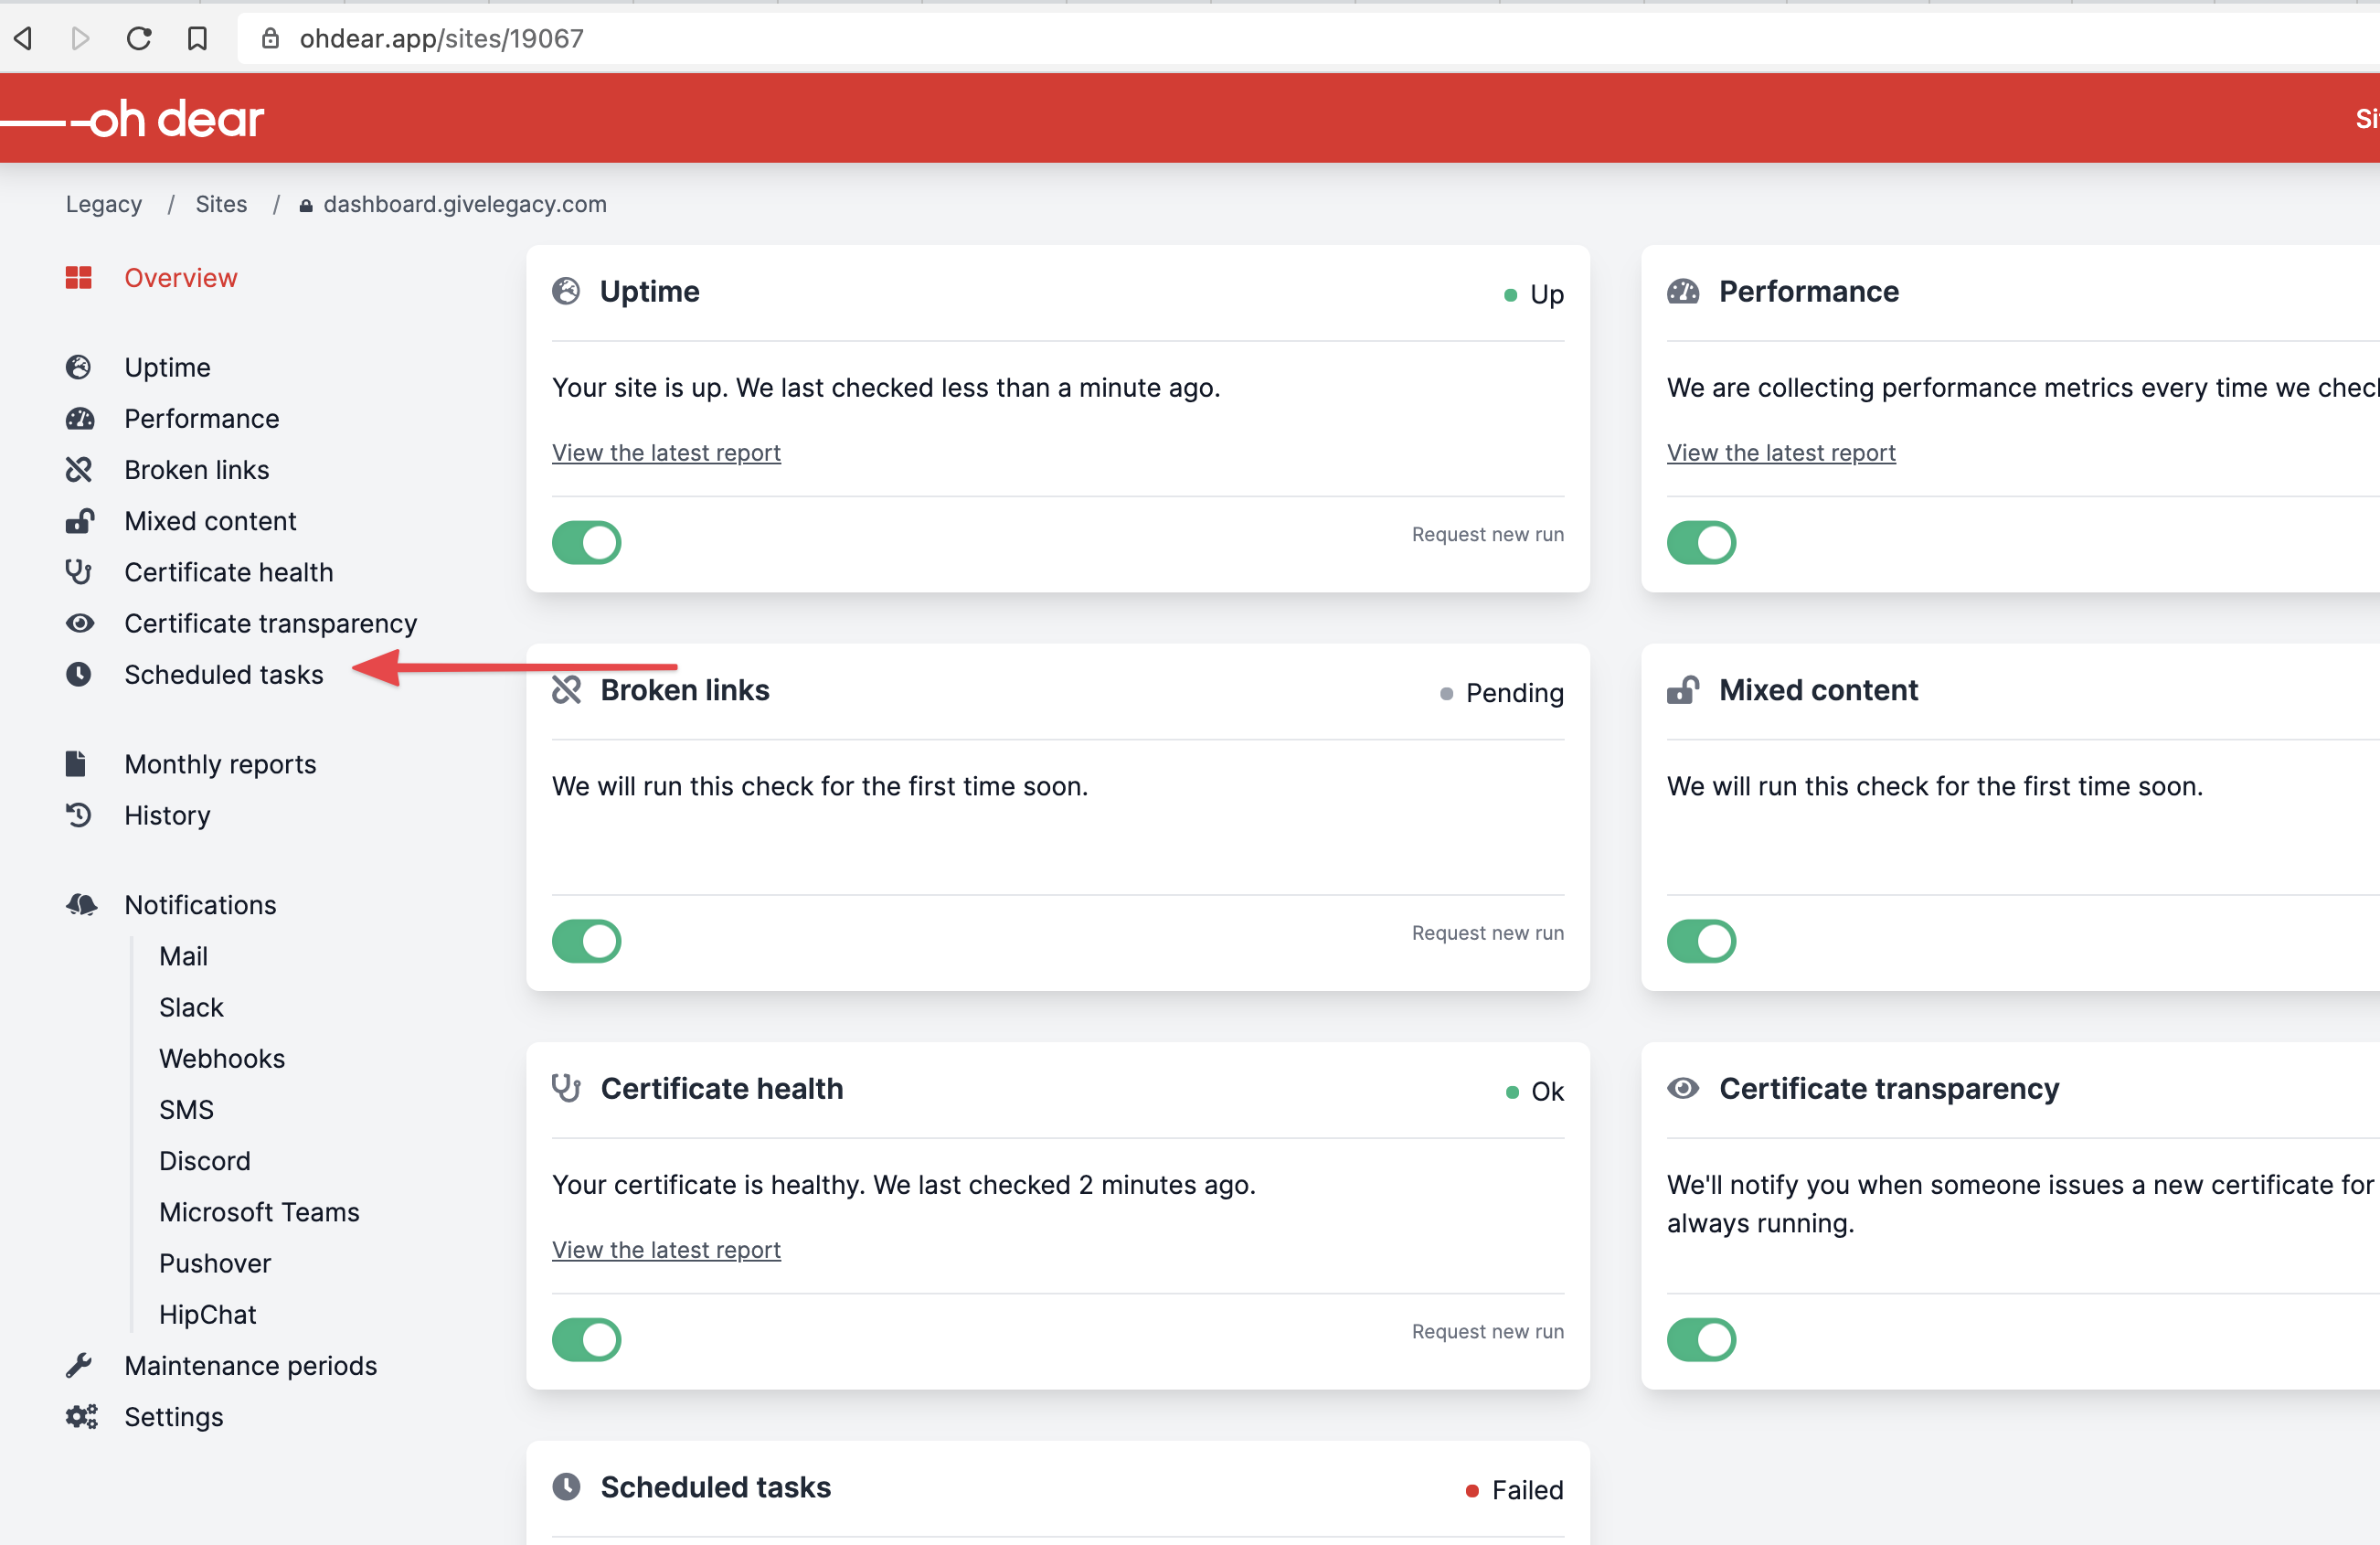 ohdear.app/sites/19067
oh dear
Legacy / Sites / dashboard.givelegacy.com
Overview
Uptime
Performance
Broken links
Mixed content
Certificate health
Certificate transparency
Scheduled tasks
Monthly reports
History
Notifications
Mail
Slack
Webhooks
SMS
Discord
Microsoft Teams
Pushover
HipChat
Maintenance periods
Settings
Uptime
Up
Your site is up. We last checked less than a minute ago.
View the latest report
Request new run
Performance
We are collecting performance metrics every time we
View the latest report
Broken links
Pending
We will run this check for the first time soon.
Request new run
Mixed content
We will run this check for the first time soon.
Certificate health
Ok
Your certificate is healthy. We last checked 2 minutes ago.
View the latest report
Request new run
Certificate transparency
We'll notify you when someone issues a new certificate for
always running.
Scheduled tasks
Failed